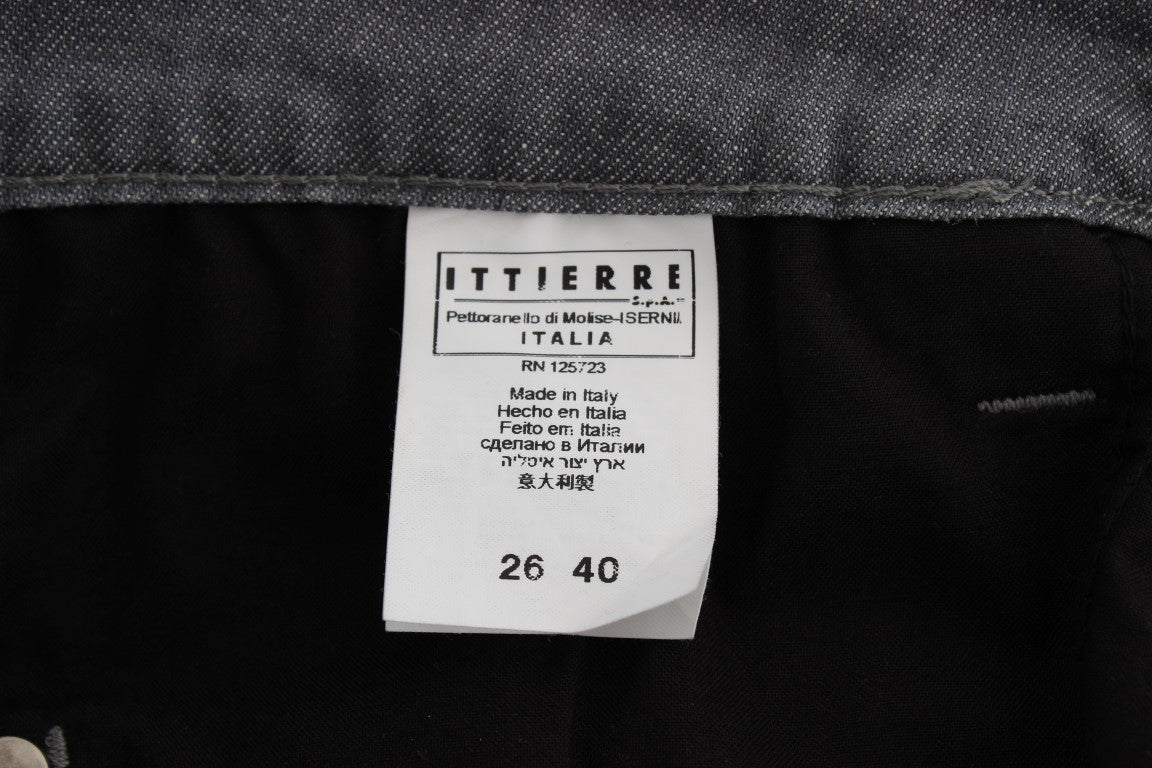 ITTIERRE
S.p.A.
Pettoranello di Molise-ISERNIA
ITALIA
RN 125723
Made in Italy
Hecho en Italia
Feito em Italia
сделано в Италии
ארץ יצור איטליה
意大利製
26 40